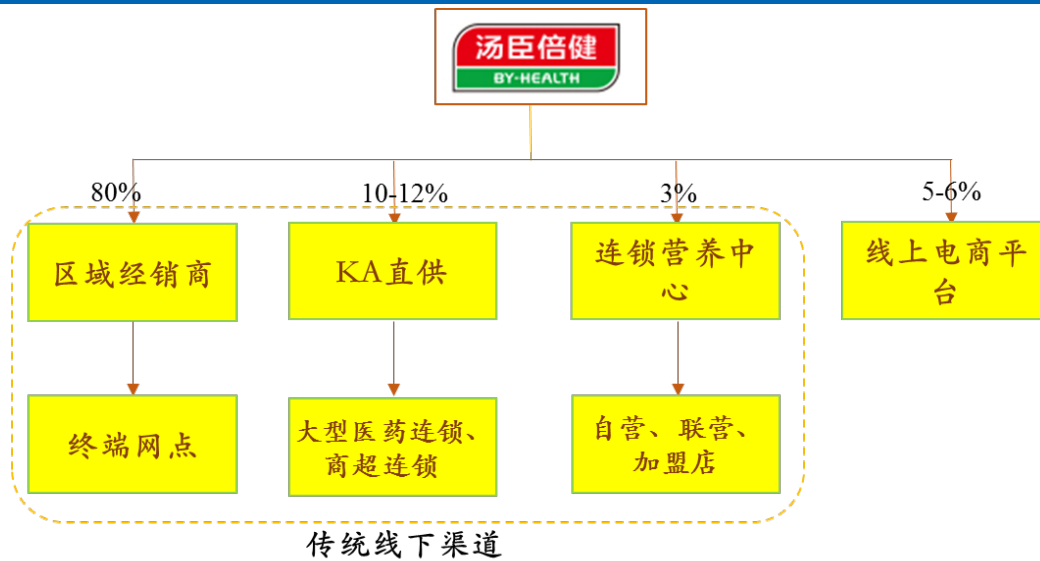 汤臣倍健
BY-HEALTH
80%
10-12%
3%
5-6%
区域经销商
KA直供
连锁营养中
心
线上电商平
台
终端网点
大型医药连锁、
商超连锁
自营、联营、
加盟店
传统线下渠道